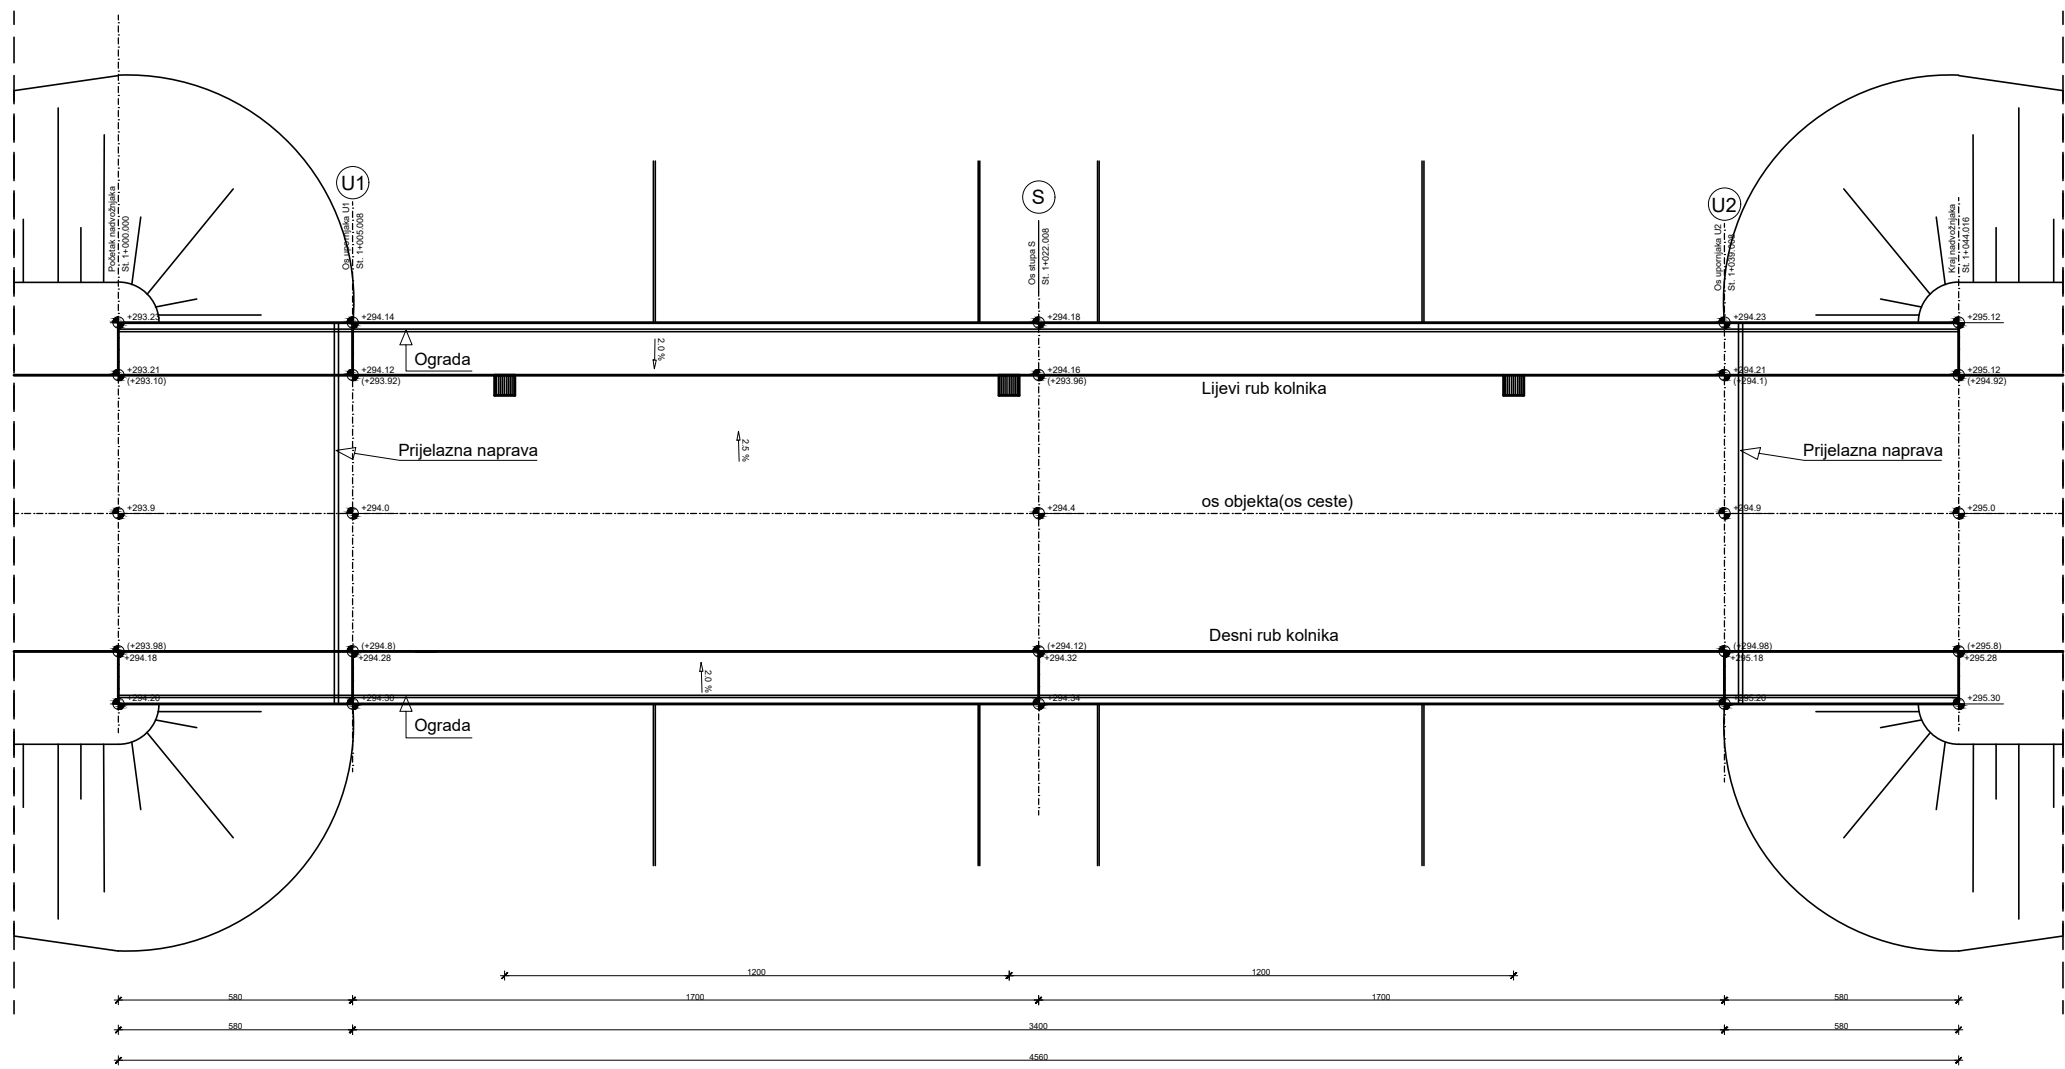 U1
S
U2
Početak nadvožnjaka
St. 1+000.000
Os upornjaka U1
St. 1+005.008
Os stupa S
St. 1+022.008
Os upornjaka U2
St. 1+039.008
Kraj nadvožnjaka
St. 1+044.016
+293.23
+294.14
+294.18
+294.23
+295.12
Ograda
2.0 %
+293.21
(+293.10)
+294.12
(+293.92)
+294.16
(+293.96)
+294.21
(+294.1)
+295.12
(+294.92)
Lijevi rub kolnika
2.5 %
Prijelazna naprava
Prijelazna naprava
os objekta(os ceste)
+293.9
+294.0
+294.4
+294.9
+295.0
Desni rub kolnika
(+293.98)
+294.18
(+294.8)
+294.28
(+294.12)
+294.32
(+294.98)
+295.18
(+295.8)
+295.28
2.0 %
+294.20
+294.30
+294.34
+295.20
+295.30
Ograda
1200
1200
580
1700
1700
580
580
3400
580
4560